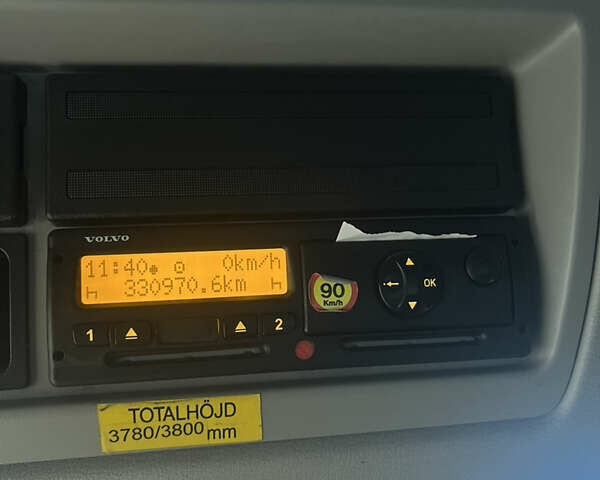 VOLVO
11:40 0km/h
330970.6km
90
Km/h
OK
1 2
TOTALHÖJD
3780/3800 mm